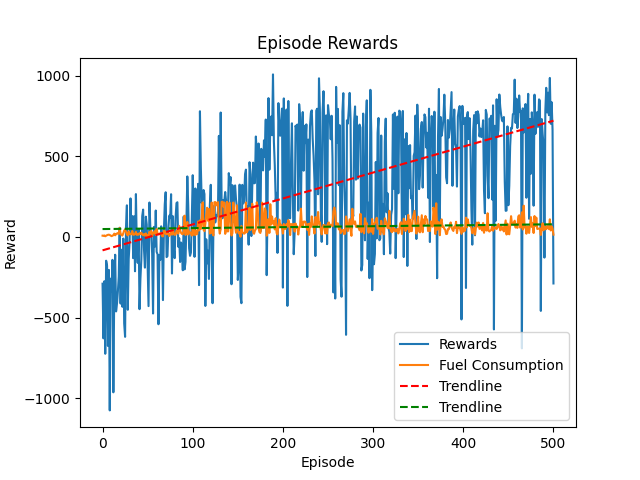 Episode Rewards
1000
500
0
−500
−1000
Reward
0
100
200
300
400
500
Episode
Rewards
Fuel Consumption
Trendline
Trendline